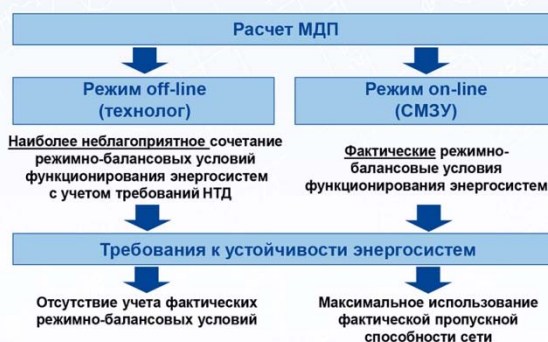 Расчет МДП
Режим off-line
(технолог)
Режим on-line
(СМЗУ)
Наиболее неблагоприятное сочетание
режимно-балансовых условий
функционирования энергосистем
с учетом требований НТД
Фактические режимно-
балансовые условия
функционирования энергосистем
Требования к устойчивости энергосистем
Отсутствие учета фактических
режимно-балансовых условий
Максимальное использование
фактической пропускной
способности сети